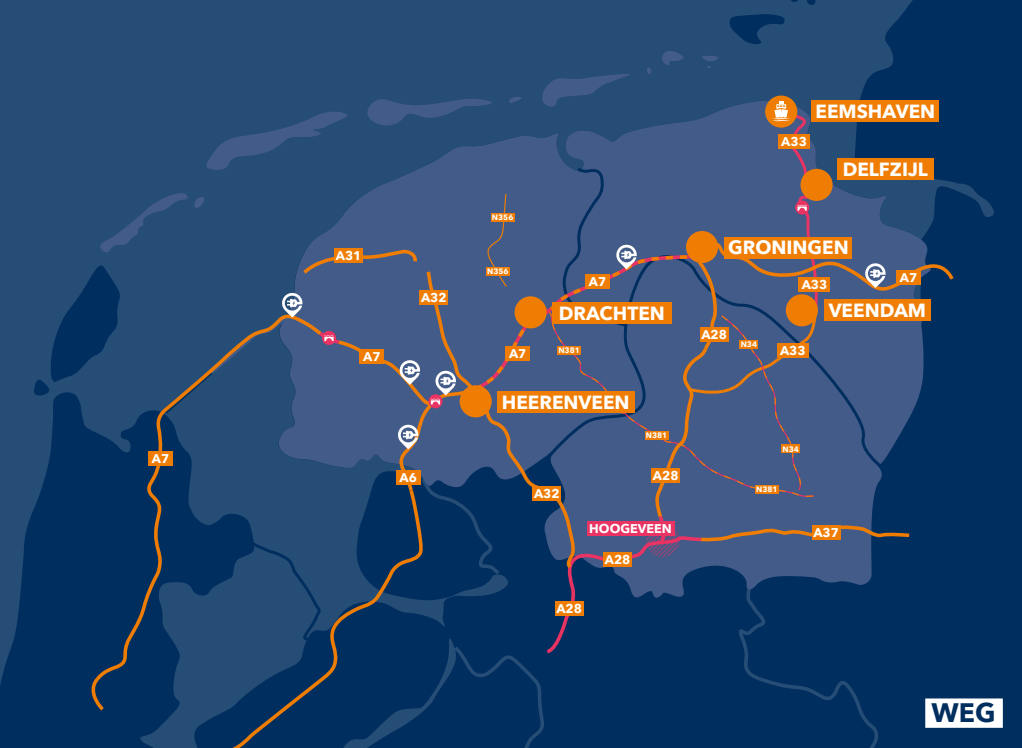 EEMSHAVEN
A33
DELFZIJL
N356
GRONINGEN
A31
N356
A7
A7
A33
A32
DRACHTEN
VEENDAM
A28
N34
A7
A7
N381
A33
HEERENVEEN
N381
N34
A7
A6
A28
A32
N381
HOOGEVEEN
A37
A28
A28
WEG